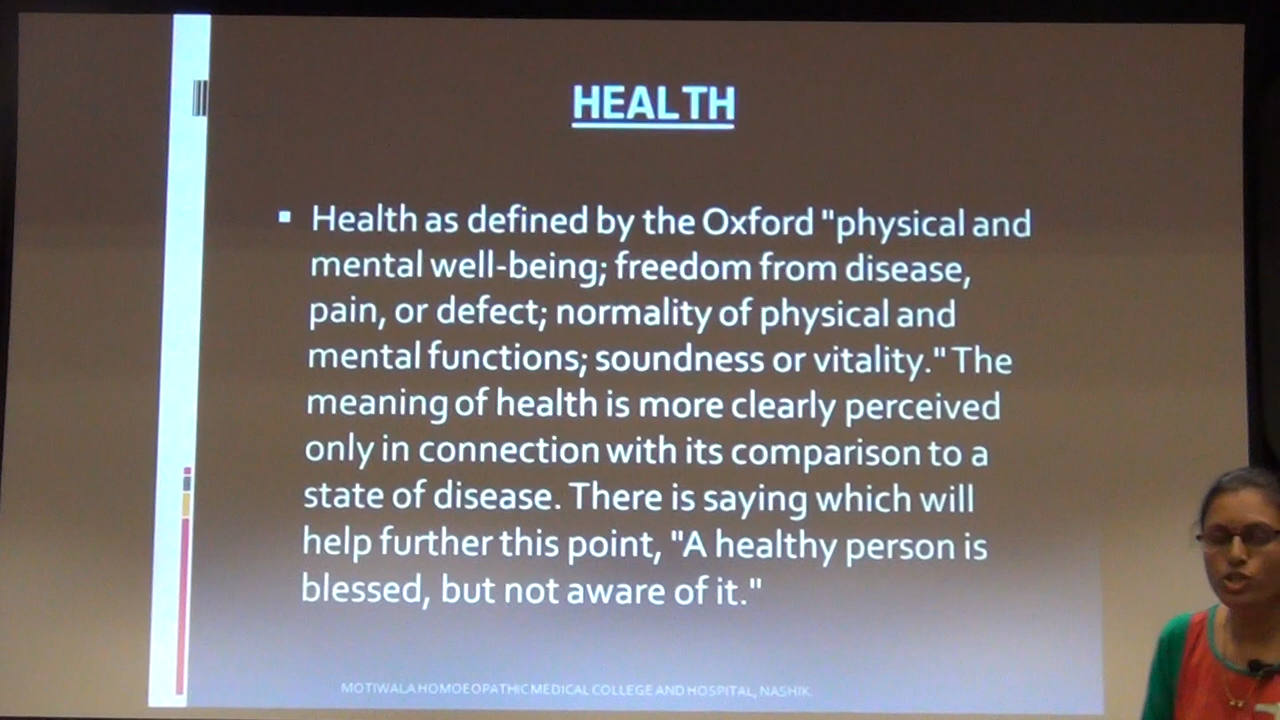 HEALTH
▪ Health as defined by the Oxford "physical and
mental well-being; freedom from disease,
pain, or defect; normality of physical and
mental functions; soundness or vitality." The
meaning of health is more clearly perceived
only in connection with its comparison to a
state of disease. There is saying which will
help further this point, "A healthy person is
blessed, but not aware of it."
MOTIWALA HOMOEOPATHIC MEDICAL COLLEGE AND HOSPITAL, NASHIK.